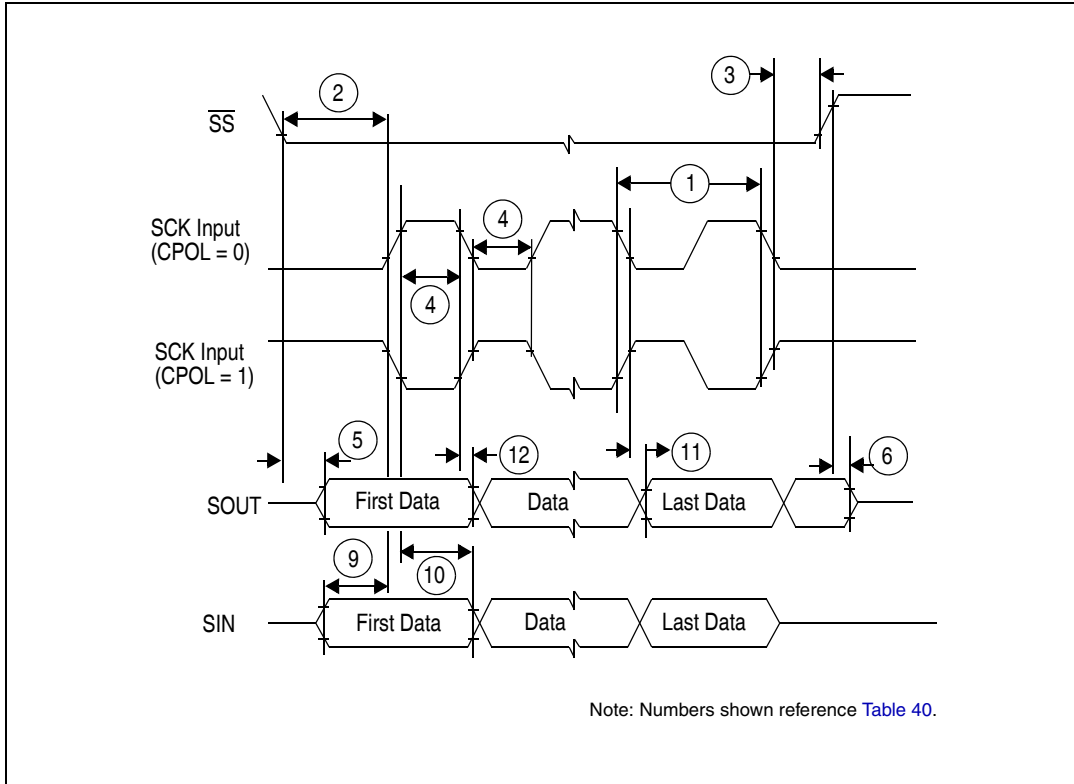 3
2
SS
1
SCK Input
4
(CPOL = 0)
4
SCK Input
(CPOL = 1)
5
12
11
6
SOUT
First Data
Data
Last Data
9
10
SIN
First Data
Data
Last Data
Note: Numbers shown reference Table 40.